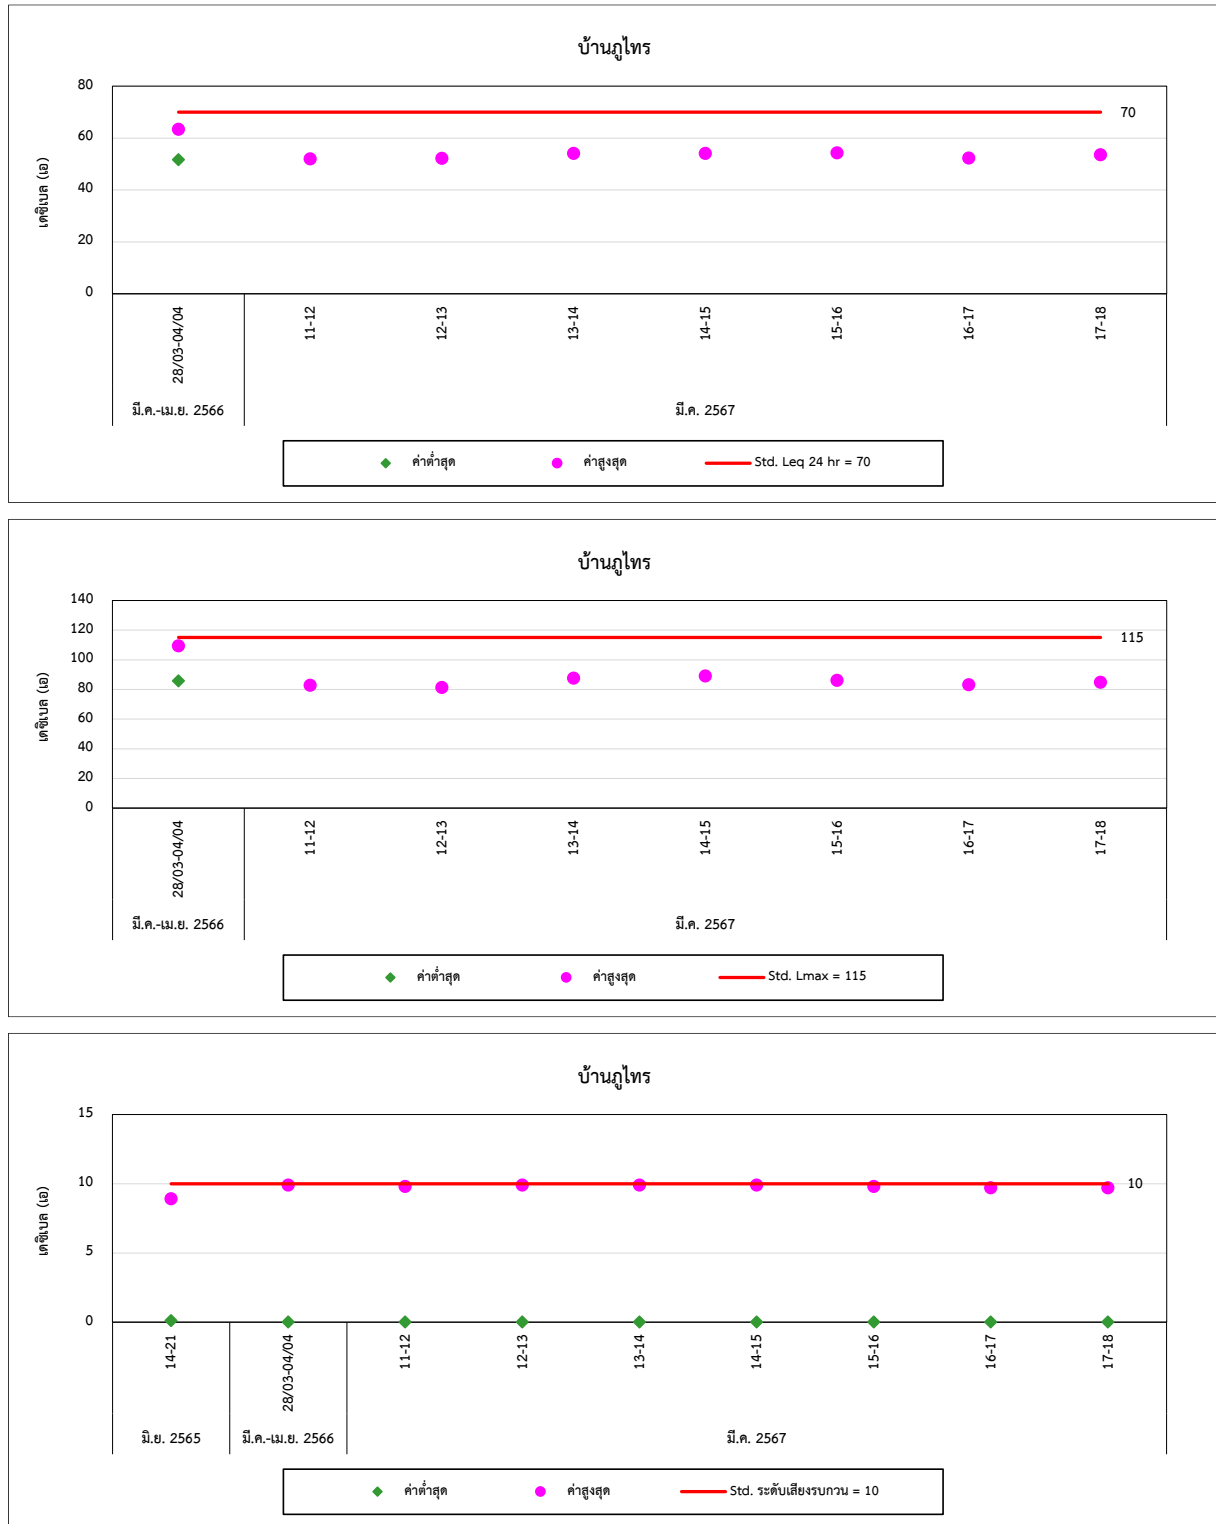 บ้านภูไทร
80
60
40
20
0
เดซิเบล (เอ)
70
28/03-04/04
11-12
12-13
13-14
14-15
15-16
16-17
17-18
มี.ค.-เม.ย. 2566
มี.ค. 2567
ค่าต่ำสุด ค่าสูงสุด Std. Leq 24 hr = 70
บ้านภูไทร
140
120
100
80
60
40
20
0
เดซิเบล (เอ)
115
28/03-04/04
11-12
12-13
13-14
14-15
15-16
16-17
17-18
มี.ค.-เม.ย. 2566
มี.ค. 2567
ค่าต่ำสุด ค่าสูงสุด Std. Lmax = 115
บ้านภูไทร
15
10
5
0
เดซิเบล (เอ)
10
14-21
28/03-04/04
11-12
12-13
13-14
14-15
15-16
16-17
17-18
มิ.ย. 2565
มี.ค.-เม.ย. 2566
มี.ค. 2567
ค่าต่ำสุด ค่าสูงสุด Std. ระดับเสียงรบกวน = 10